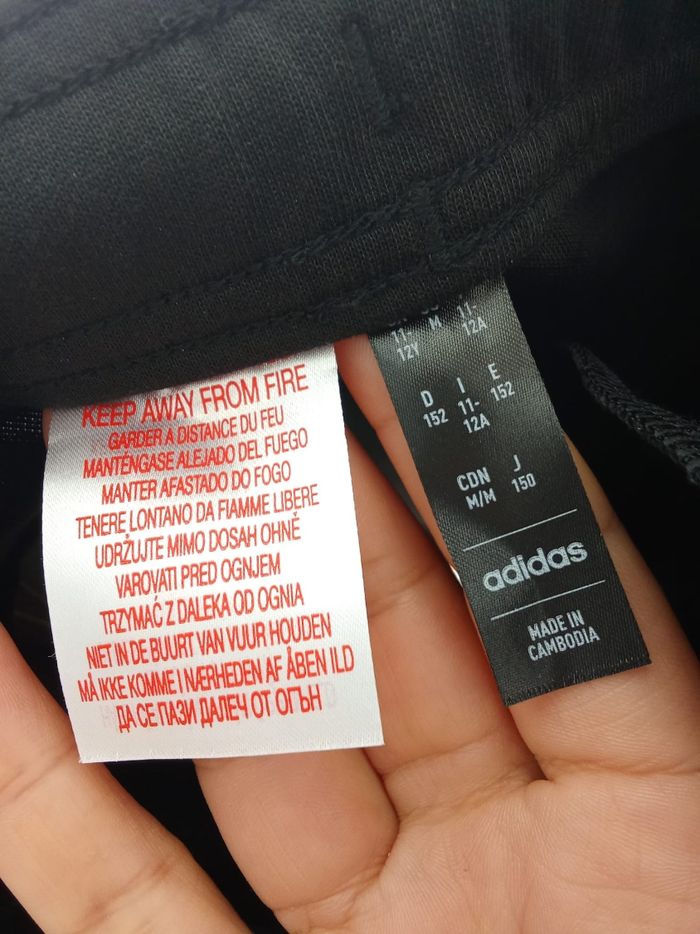 KEEP AWAY FROM FIRE
GARDER À DISTANCE DU FEU
MANTÉNGASE ALEJADO DEL FUEGO
MANTER AFASTADO DO FOGO
TENERE LONTANO DA FIAMME LIBERE
UDRŽUJTE MIMO DOSAH OHNĚ
VAROVATI PRED OGNJEM
TRZYMAĆ Z DALEKA OD OGNIA
NIET IN DE BUURT VAN VUUR HOUDEN
MÅ IKKE KOMME I NÆRHEDEN AF ÅBEN ILD
ДА СЕ ПАЗИ ДАЛЕЧ ОТ ОГЪН
M
12Y 12A
D I E
152 11- 152
12A
CDN J
M/M 150
adidas
MADE IN
CAMBODIA